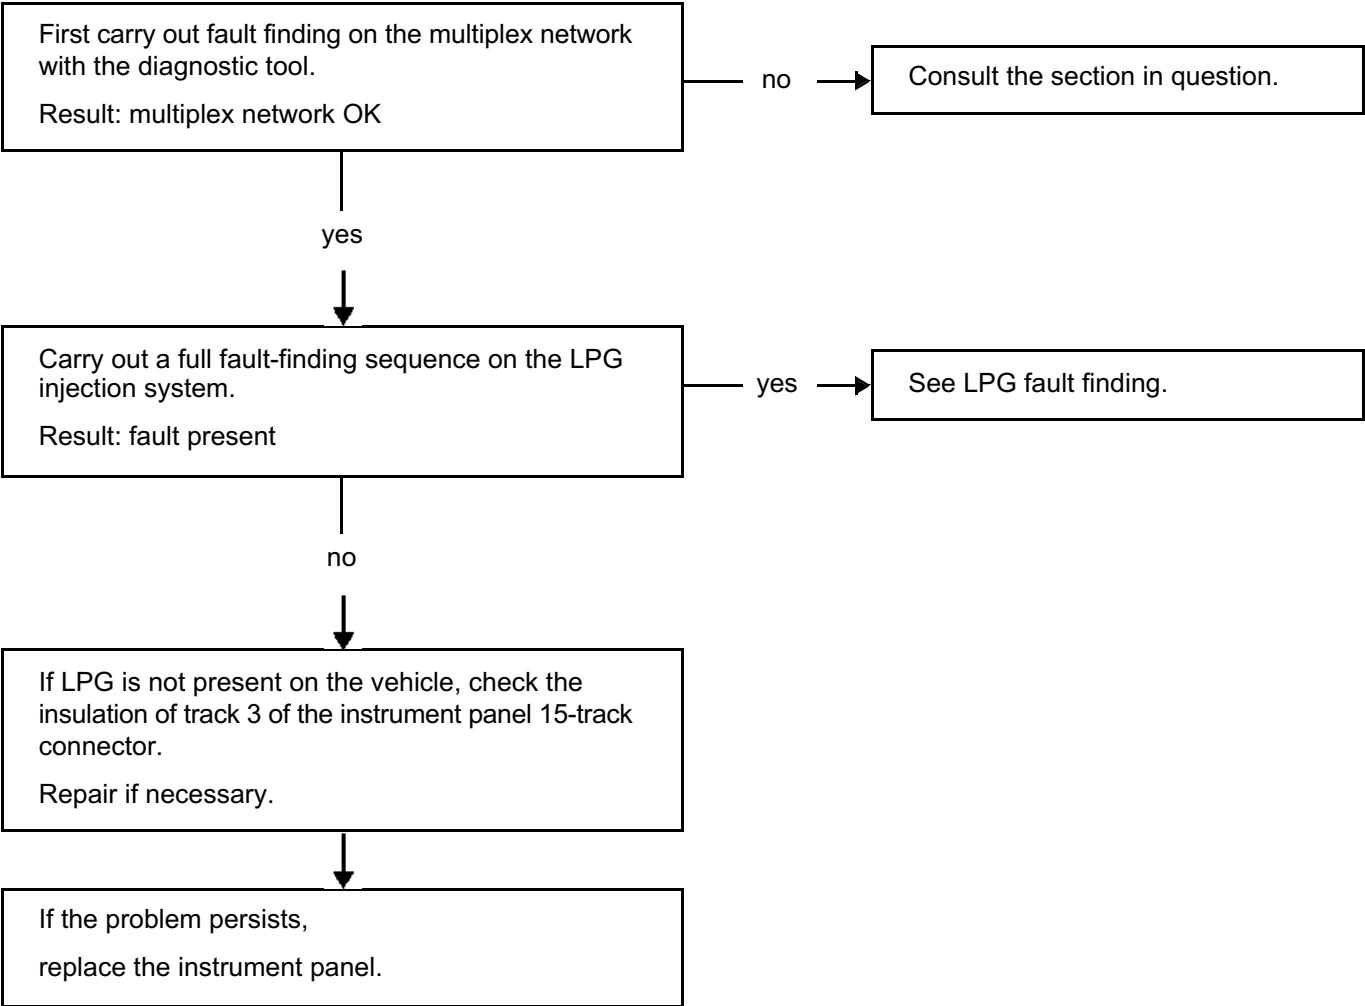 First carry out fault finding on the multiplex network
with the diagnostic tool.
Result: multiplex network OK
no
Consult the section in question.
yes
Carry out a full fault-finding sequence on the LPG
injection system.
Result: fault present
yes
See LPG fault finding.
no
If LPG is not present on the vehicle, check the
insulation of track 3 of the instrument panel 15-track
connector.
Repair if necessary.
If the problem persists,
replace the instrument panel.